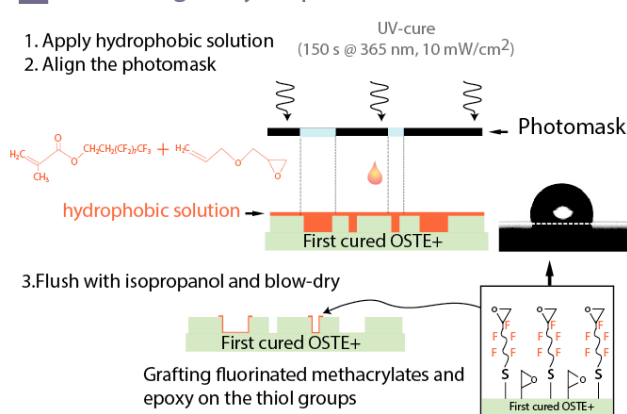 UV-cure
(150 s @ 365 nm, 10 mW/cm²)
1. Apply hydrophobic solution
2. Align the photomask
Photomask
H₂C CH₃ O O CH₂CH₂(CF₂)₇CF₃ + H₂C O O
hydrophobic solution
First cured OSTE+
3.Flush with isopropanol and blow-dry
First cured OSTE+
Grafting fluorinated methacrylates and
epoxy on the thiol groups
O O O
F F F
F F F F F F
F F F F F F
S O S O S
First cured OSTE+